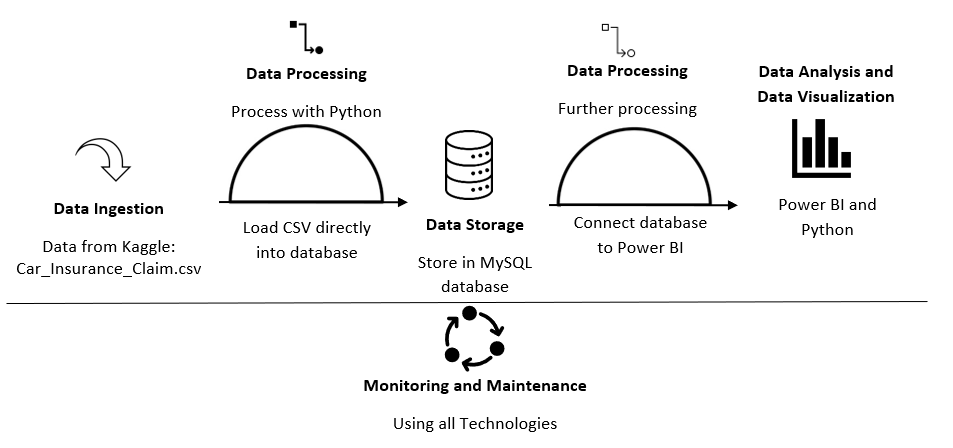 Data Processing
Process with Python
Data Processing
Further processing
Data Analysis and
Data Visualization
Data Ingestion
Data from Kaggle:
Car_Insurance_Claim.csv
Load CSV directly
into database
Data Storage
Store in MySQL
database
Connect database
to Power BI
Power BI and
Python
Monitoring and Maintenance
Using all Technologies